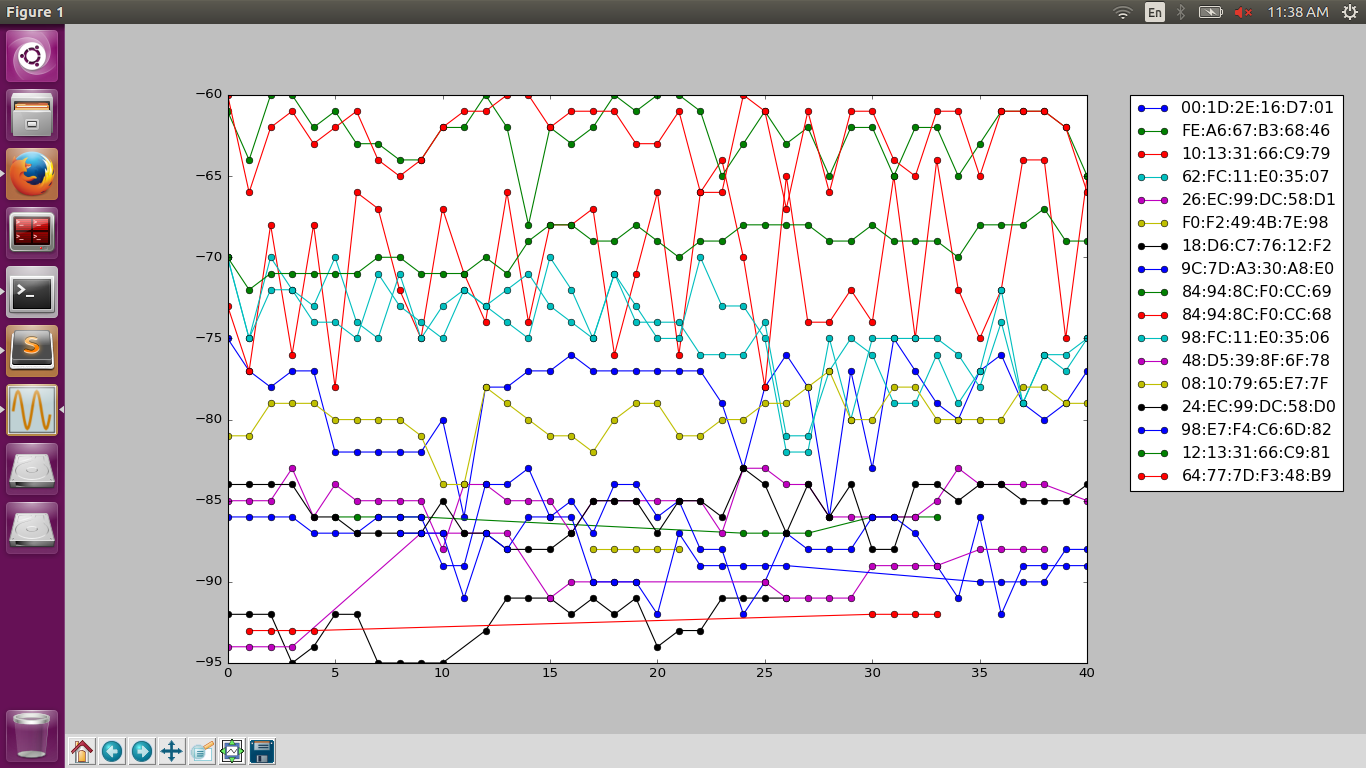 Figure 1
En
11:38 AM
−60
−65
−70
−75
−80
−85
−90
−95
0 5 10 15 20 25 30 35 40
00:1D:2E:16:D7:01
FE:A6:67:B3:68:46
10:13:31:66:C9:79
62:FC:11:E0:35:07
26:EC:99:DC:58:D1
F0:F2:49:4B:7E:98
18:D6:C7:76:12:F2
9C:7D:A3:30:A8:E0
84:94:8C:F0:CC:69
84:94:8C:F0:CC:68
98:FC:11:E0:35:06
48:D5:39:8F:6F:78
08:10:79:65:E7:7F
24:EC:99:DC:58:D0
98:E7:F4:C6:6D:82
12:13:31:66:C9:81
64:77:7D:F3:48:B9